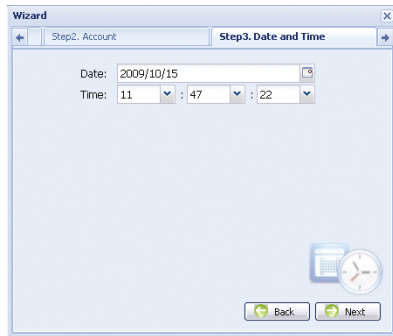 Wizard
Step2. Account
Step3. Date and Time
Date: 2009/10/15
Time: 11 : 47 : 22
Back
Next